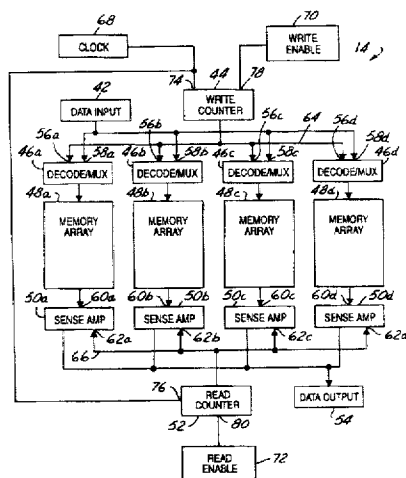 68
70
CLOCK
WRITE ENABLE
14
42
74
44
78
DATA INPUT
WRITE COUNTER
64
56a
58a
56b
58b
56c
58c
56d
58d
46a
46b
46c
46d
DECODE/MUX
DECODE/MUX
DECODE/MUX
DECODE/MUX
48a
48b
48c
48d
MEMORY ARRAY
MEMORY ARRAY
MEMORY ARRAY
MEMORY ARRAY
50a
60a
60b
50b
50c
60c
60d
50d
SENSE AMP
SENSE AMP
SENSE AMP
SENSE AMP
62a
62b
62c
62a
66
76
READ COUNTER
DATA OUTPUT
52
80
54
READ ENABLE
72